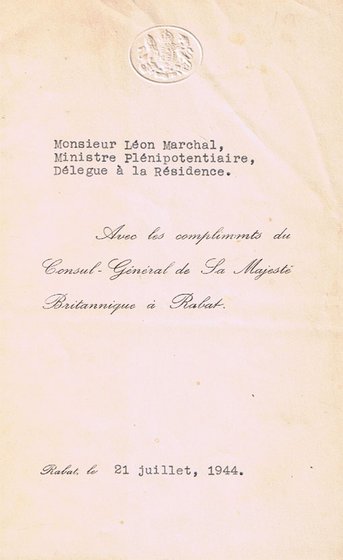 Monsieur Léon Marchal,
Ministre Plénipotentiaire,
Délegue à la Résidence.
Avec les complimmts du
Consul-Général de Sa Majesté
Britannique à Rabat.
Rabat, le 21 juillet, 1944.